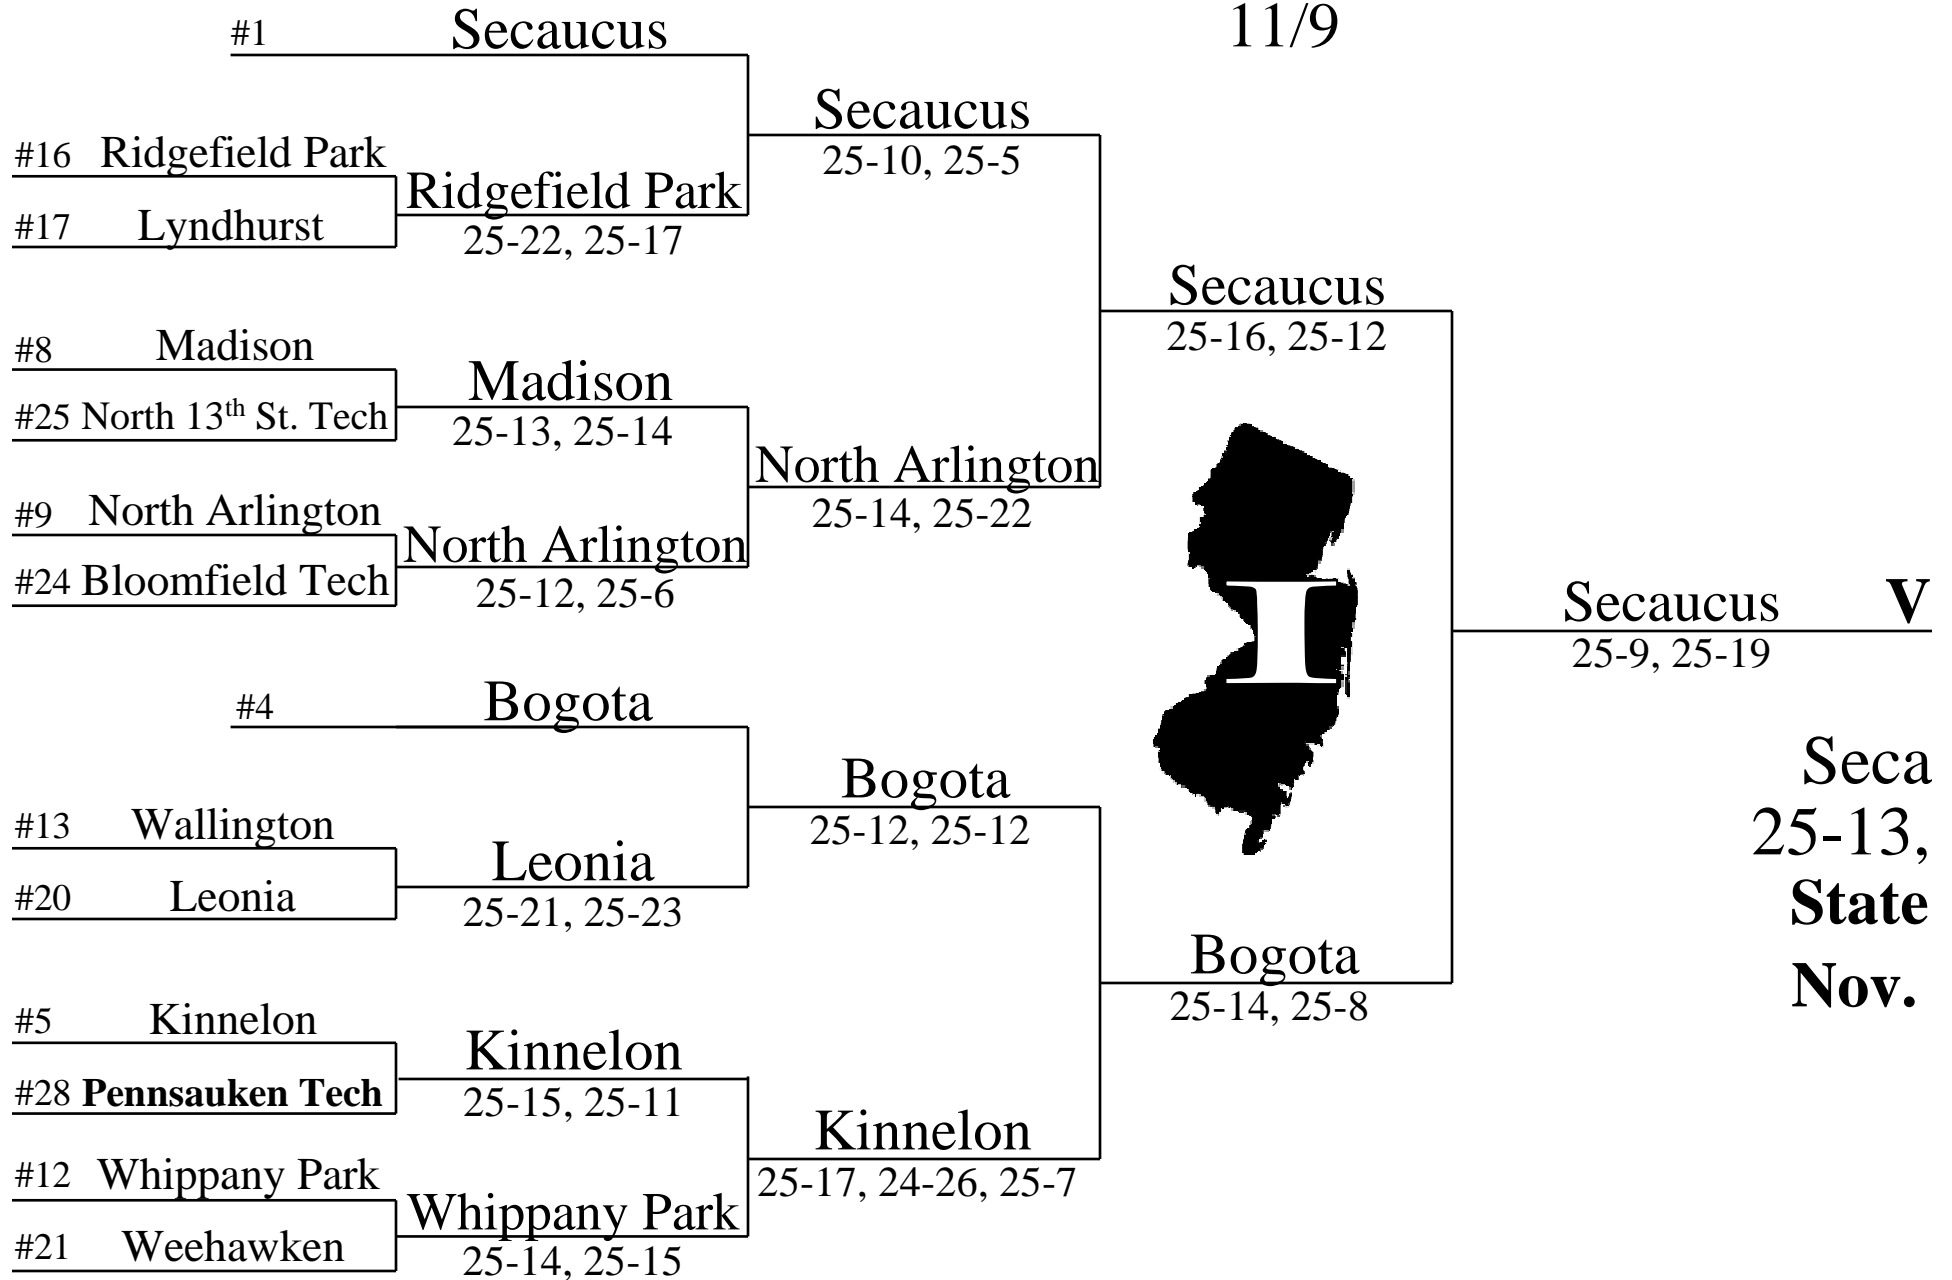 #1 Secaucus
11/9
Secaucus
25-10, 25-5
#16 Ridgefield Park
Ridgefield Park
25-22, 25-17
#17 Lyndhurst
Secaucus
25-16, 25-12
#8 Madison
Madison
25-13, 25-14
#25 North 13th St. Tech
North Arlington
25-14, 25-22
#9 North Arlington
North Arlington
25-12, 25-6
#24 Bloomfield Tech
I
Secaucus
25-9, 25-19
V
#4 Bogota
Bogota
25-12, 25-12
#13 Wallington
Leonia
25-21, 25-23
#20 Leonia
Seca
25-13,
State
Nov.
Bogota
25-14, 25-8
#5 Kinnelon
Kinnelon
25-15, 25-11
#28 Pennsauken Tech
Kinnelon
25-17, 24-26, 25-7
#12 Whippany Park
Whippany Park
25-14, 25-15
#21 Weehawken